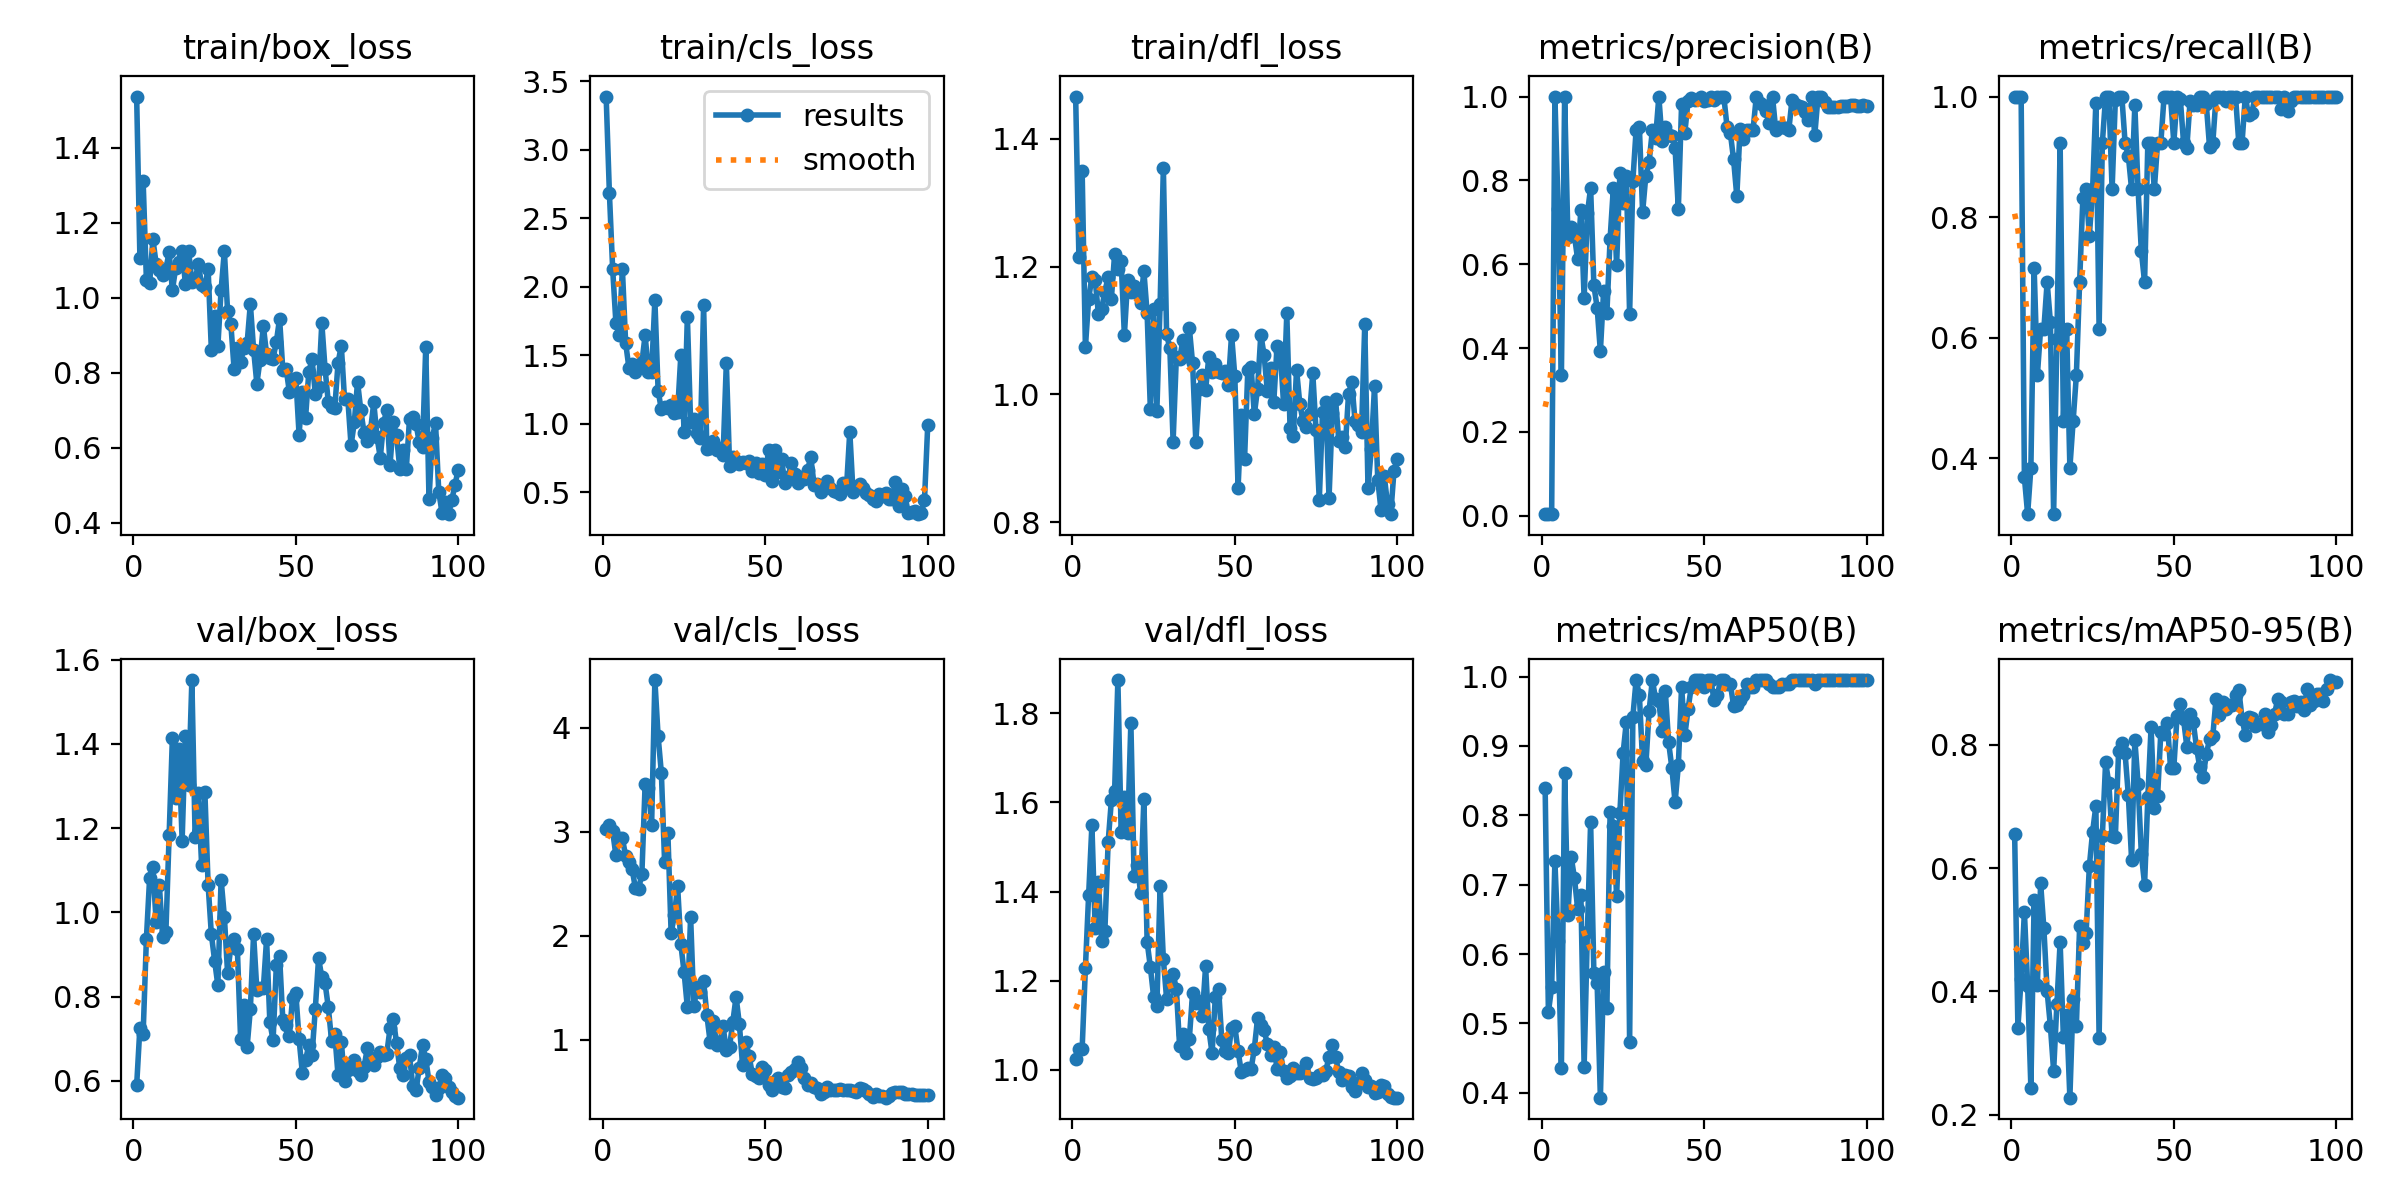 train/box_loss
1.4
1.2
1.0
0.8
0.6
0.4
0 50 100
train/cls_loss
results
smooth
3.5
3.0
2.5
2.0
1.5
1.0
0.5
0 50 100
train/dfl_loss
1.4
1.2
1.0
0.8
0 50 100
metrics/precision(B)
1.0
0.8
0.6
0.4
0.2
0.0
0 50 100
metrics/recall(B)
1.0
0.8
0.6
0.4
0 50 100
val/box_loss
1.6
1.4
1.2
1.0
0.8
0.6
0 50 100
val/cls_loss
4
3
2
1
0 50 100
val/dfl_loss
1.8
1.6
1.4
1.2
1.0
0 50 100
metrics/mAP50(B)
1.0
0.9
0.8
0.7
0.6
0.5
0.4
0 50 100
metrics/mAP50-95(B)
0.8
0.6
0.4
0.2
0 50 100